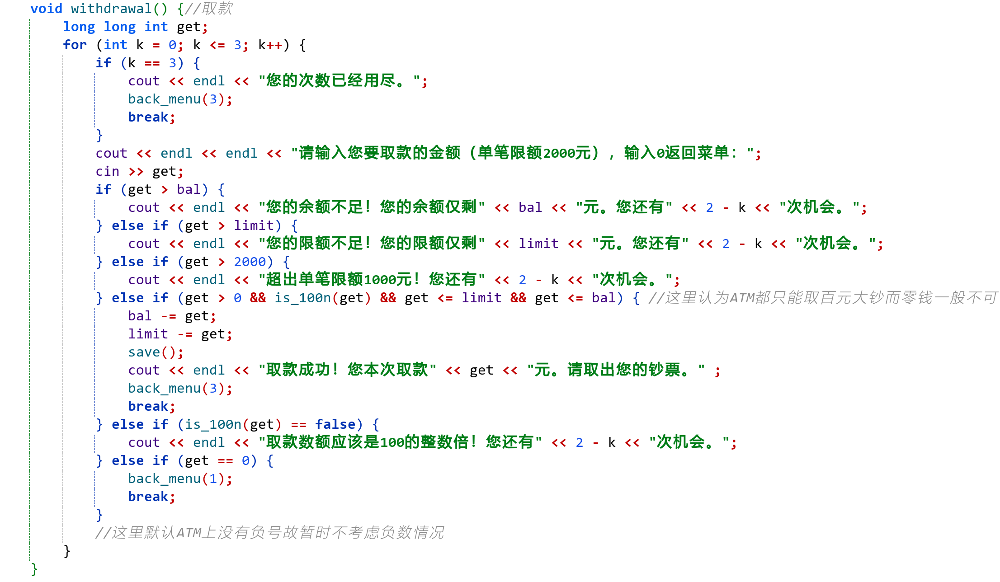 void withdrawal() {//取款
    long long int get;
    for (int k = 0; k <= 3; k++) {
        if (k == 3) {
            cout << endl << "您的次数已经用尽。";
            back_menu(3);
            break;
        }
        cout << endl << endl << "请输入您要取款的金额（单笔限额2000元），输入0返回菜单：";
        cin >> get;
        if (get > bal) {
            cout << endl << "您的余额不足！您的余额仅剩" << bal << "元。您还有" << 2 - k << "次机会。";
        } else if (get > limit) {
            cout << endl << "您的限额不足！您的限额仅剩" << limit << "元。您还有" << 2 - k << "次机会。";
        } else if (get > 2000) {
            cout << endl << "超出单笔限额1000元！您还有" << 2 - k << "次机会。";
        } else if (get > 0 && is_100n(get) && get <= limit && get <= bal) { //这里认为ATM都只能取百元大钞而零钱一般不可
            bal -= get;
            limit -= get;
            save();
            cout << endl << "取款成功！您本次取款" << get << "元。请取出您的钞票。" ;
            back_menu(3);
            break;
        } else if (is_100n(get) == false) {
            cout << endl << "取款数额应该是100的整数倍！您还有" << 2 - k << "次机会。";
        } else if (get == 0) {
            back_menu(1);
            break;
        }
        //这里默认ATM上没有负号故暂时不考虑负数情况
    }
}